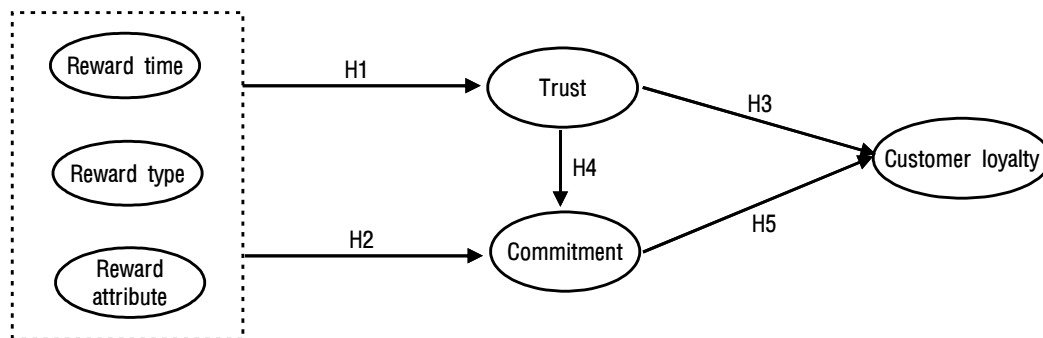 Reward time
H1
Trust
H3
Reward type
H4
Customer loyalty
H2
Commitment
H5
Reward
attribute